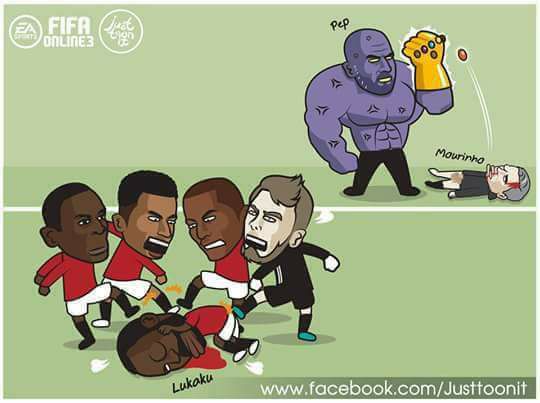 EA
SPORTS
FIFA
ONLINE 3
Just
toon
it
Pep
Mourinho
Lukaku
www.facebook.com/Justtoonit